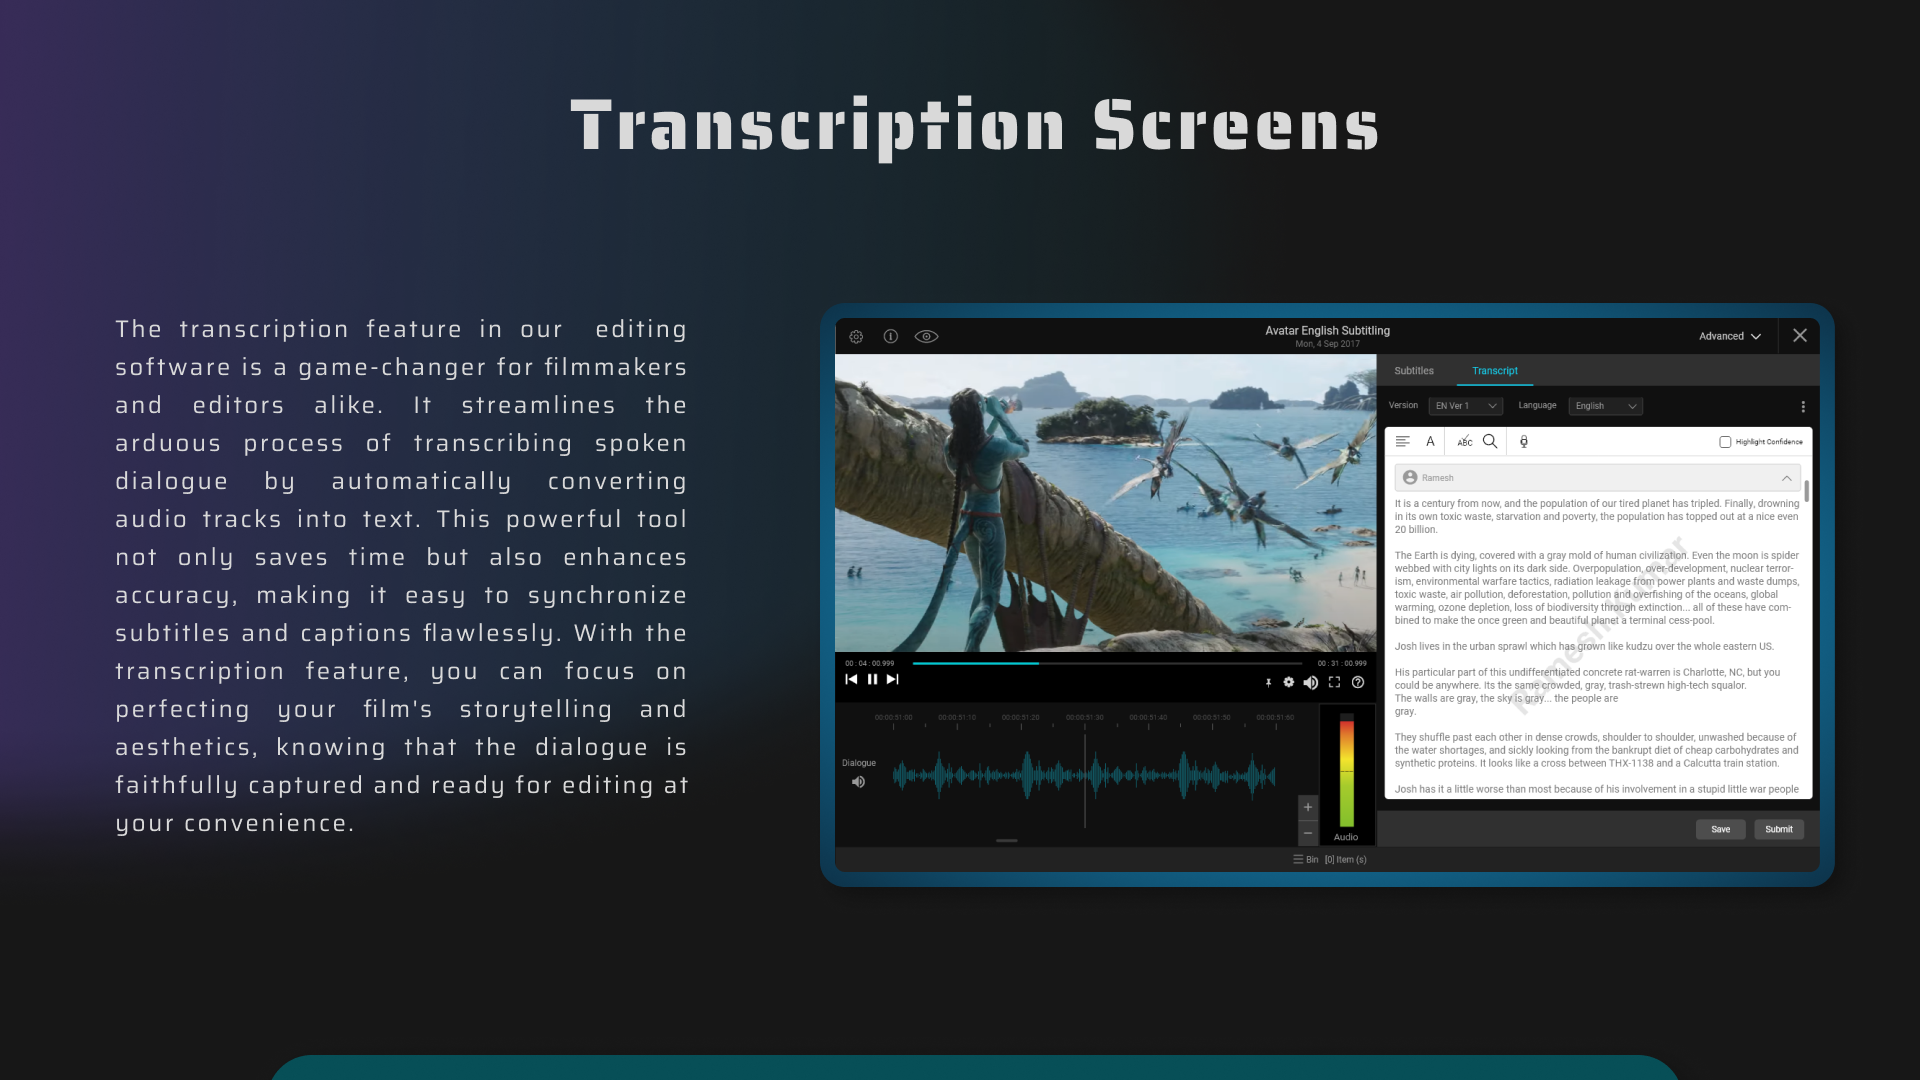 Transcription Screens
The transcription feature in our editing
software is a game-changer for filmmakers
and editors alike. It streamlines the
arduous process of transcribing spoken
dialogue by automatically converting
audio tracks into text. This powerful tool
not only saves time but also enhances
accuracy, making it easy to synchronize
subtitles and captions flawlessly. With the
transcription feature, you can focus on
perfecting your film's storytelling and
aesthetics, knowing that the dialogue is
faithfully captured and ready for editing at
your convenience.
Avatar English Subtitling
Mon, 4 Sep 2017
Advanced
Subtitles Transcript
Version EN Ver 1 Language English
A ABC Highlight Confidence
Ramesh
It is a century from now, and the population of our tired planet has tripled. Finally, drowning
in its own toxic waste, starvation and poverty, the population has topped out at a nice even
20 billion.
The Earth is dying, covered with a gray mold of human civilization. Even the moon is spider
webbed with city lights on its dark side. Overpopulation, over-development, nuclear terror-
ism, environmental warfare tactics, radiation leakage from power plants and waste dumps,
toxic waste, air pollution, deforestation, pollution and overfishing of the oceans, global
warming, ozone depletion, loss of biodiversity through extinction... all of these have com-
bined to make the once green and beautiful planet a terminal cess-pool.
Josh lives in the urban sprawl which has grown like kudzu over the whole eastern US.
His particular part of this undifferentiated concrete rat-warren is Charlotte, NC, but you
could be anywhere. Its the same crowded, gray, trash-strewn high-tech squalor.
The walls are gray, the sky is gray... the people are
gray.
They shuffle past each other in dense crowds, shoulder to shoulder, unwashed because of
the water shortages, and sickly looking from the bankrupt diet of cheap carbohydrates and
synthetic proteins. It looks like a cross between THX-1138 and a Calcutta train station.
Josh has it a little worse than most because of his involvement in a stupid little war people
Ramesh Kumar
Save Submit
00 : 04 : 00.999 00 : 31 : 00.999
00:00:51:00 00:00:51:10 00:00:51:20 00:00:51:30 00:00:51:40 00:00:51:50 00:00:51:60
Dialogue
+
−
Audio
Bin [0] Item (s)